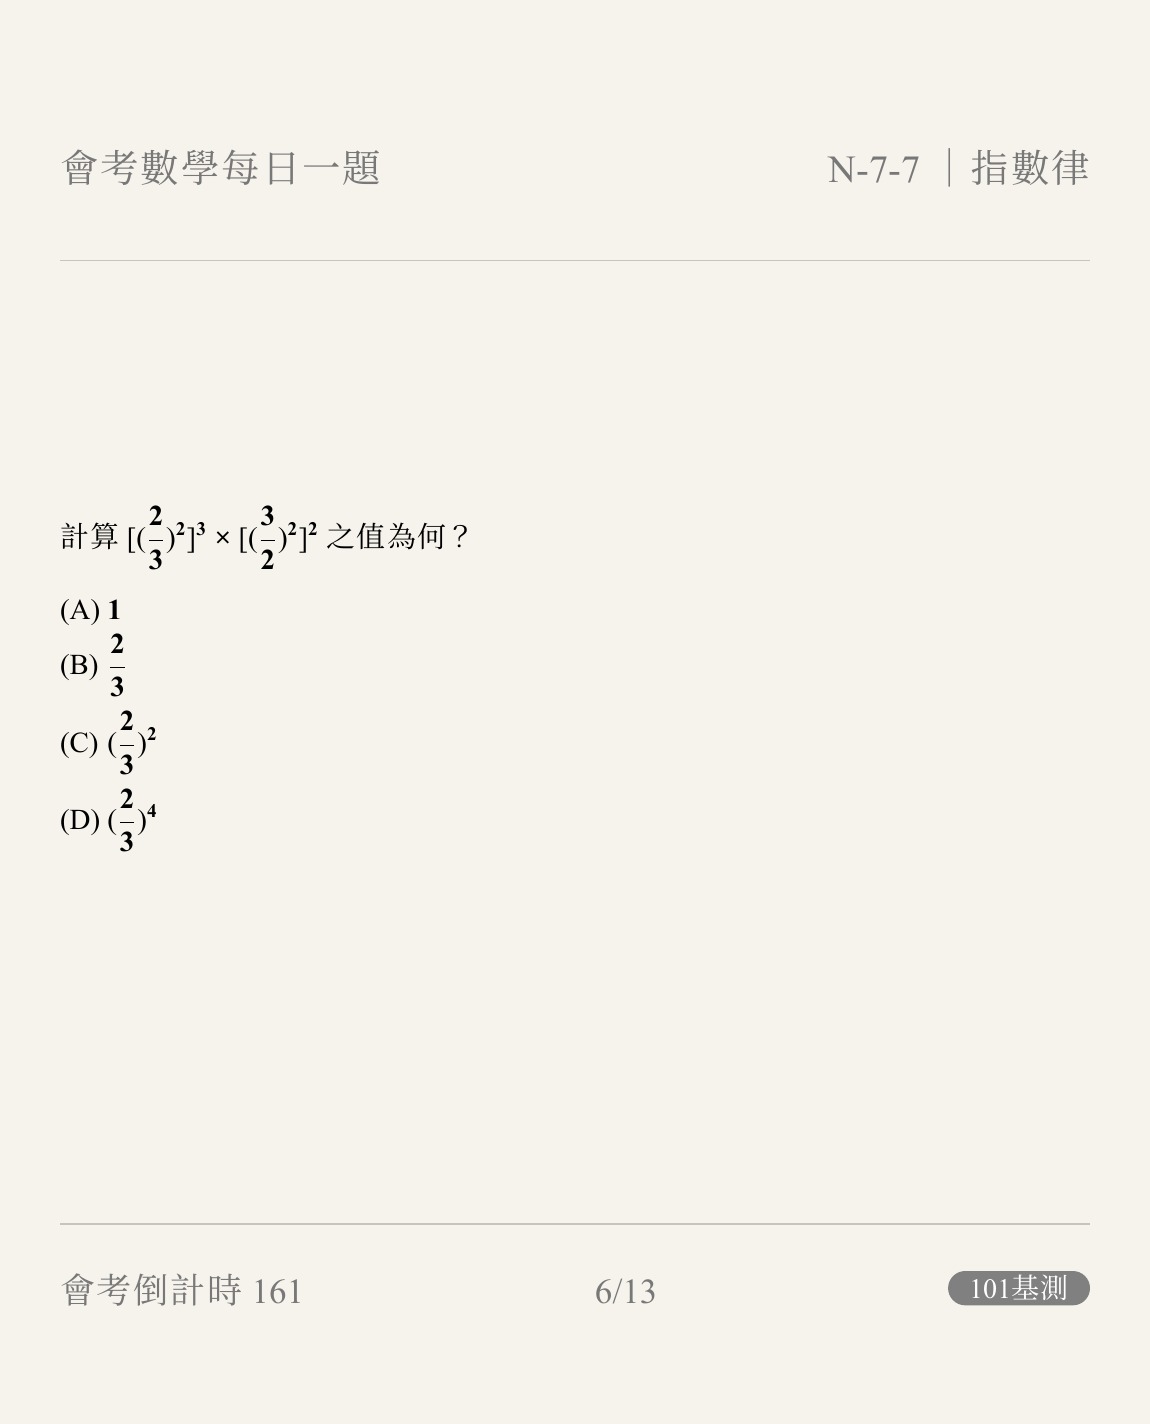 會考數學每日一題
N-7-7｜指數律
計算 [(2/3)²]³ × [(3/2)²]² 之值為何？
(A) 1
(B) 2/3
(C) (2/3)²
(D) (2/3)⁴
會考倒計時 161
6/13
101基測